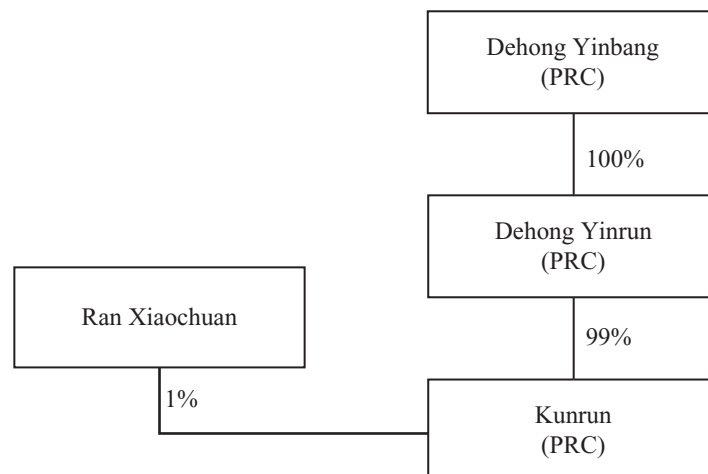 Dehong Yinbang
(PRC)
100%
Dehong Yinrun
(PRC)
Ran Xiaochuan
99%
1%
Kunrun
(PRC)